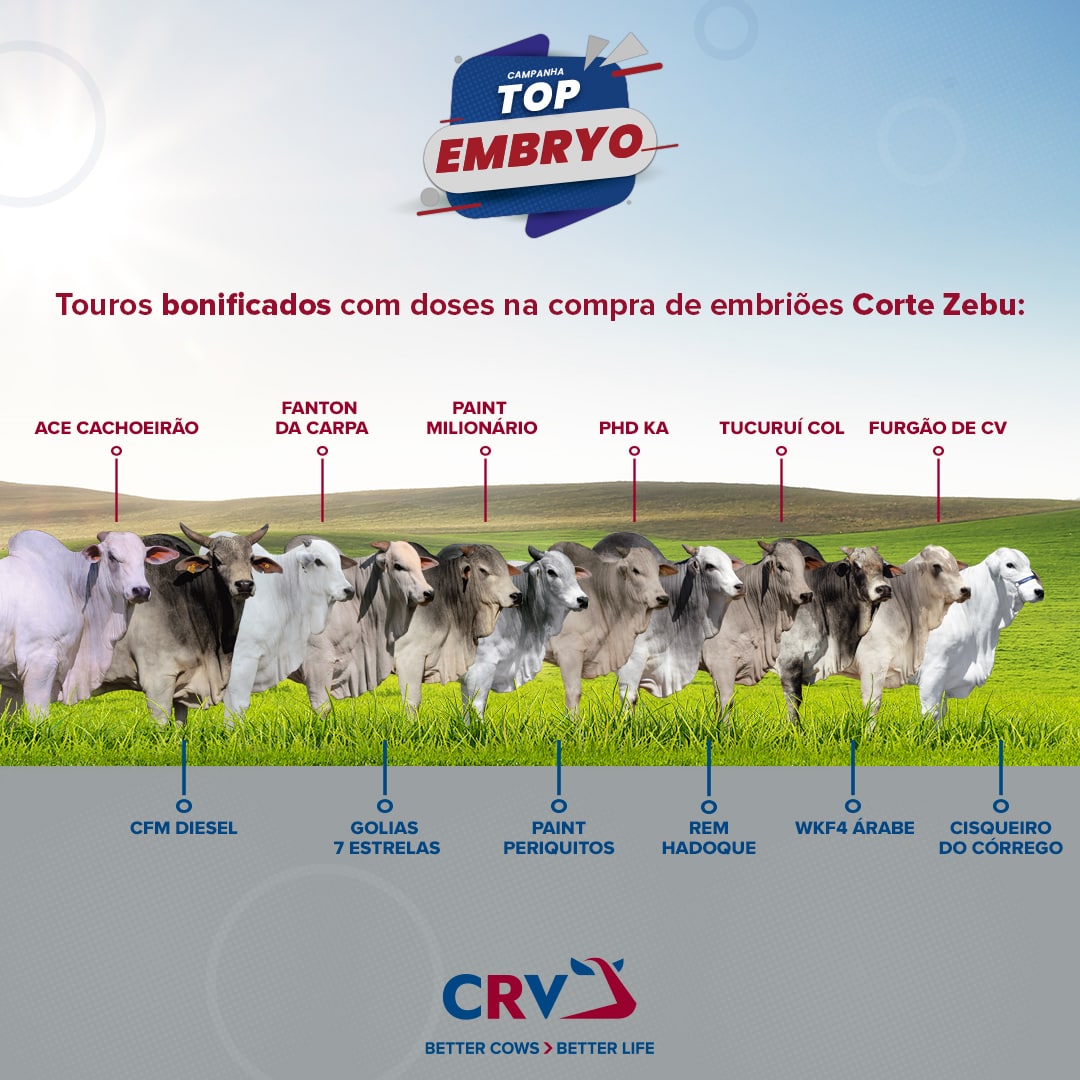 CAMPANHA
TOP
EMBRYO
Touros bonificados com doses na compra de embriões Corte Zebu:
ACE CACHOEIRÃO
FANTON
DA CARPA
PAINT
MILIONÁRIO
PHD KA
TUCURUÍ COL
FURGÃO DE CV
CFM DIESEL
GOLIAS
7 ESTRELAS
PAINT
PERIQUITOS
REM
HADOQUE
WKF4 ÁRABE
CISQUEIRO
DO CÓRREGO
CRV
BETTER COWS > BETTER LIFE